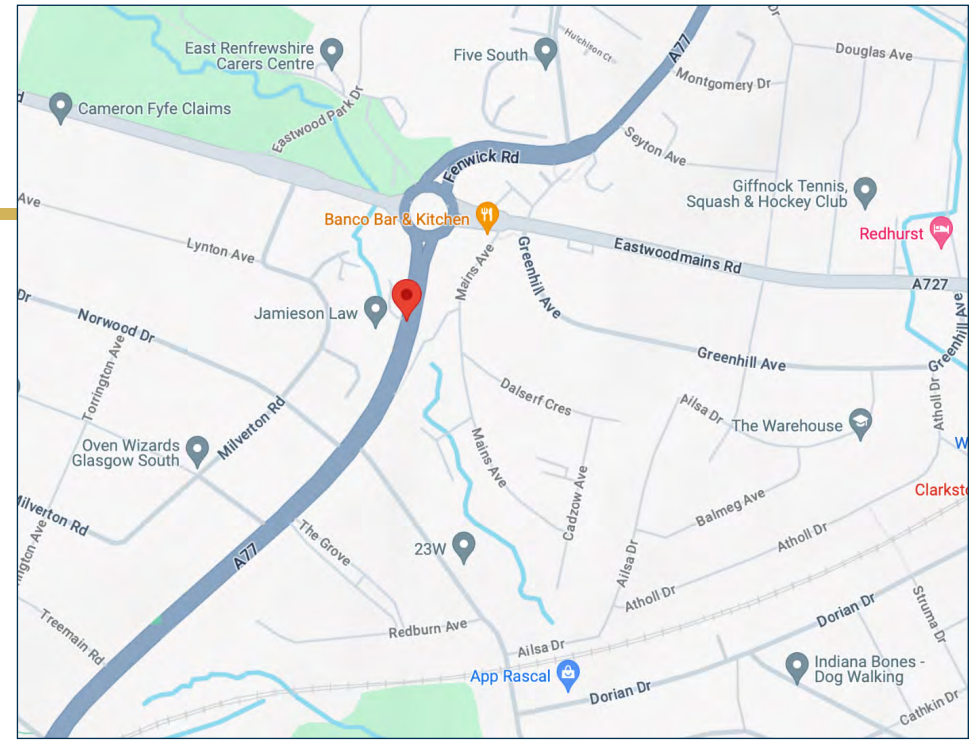 East Renfrewshire
Carers Centre
Five South
Hutchison Ct
A77
Dr
Douglas Ave
Montgomery Dr
d
Cameron Fyfe Claims
Eastwood Park Dr
Seyton Ave
Fenwick Rd
Giffnock Tennis,
Squash & Hockey Club
Ave
Banco Bar & Kitchen
Redhurst
Lynton Ave
Mains Ave
Greenhill Ave
Eastwoodmains Rd
A727
Dr
Jamieson Law
Norwood Dr
Greenhill Ave
Greenhill Ave
Torrington Ave
Dalserf Cres
Ailsa Dr
Atholl Dr
The Warehouse
Milverton Rd
Oven Wizards
Glasgow South
Mains Ave
W
Cadzow Ave
Clarksto
Milverton Rd
Balmeg Ave
The Grove
23W
Atholl Dr
A77
ington Ave
Ailsa Dr
Atholl Dr
Treemain Rd
Redburn Ave
Dorian Dr
Struma Dr
Ailsa Dr
App Rascal
Dorian Dr
Indiana Bones -
Dog Walking
Cathkin Dr